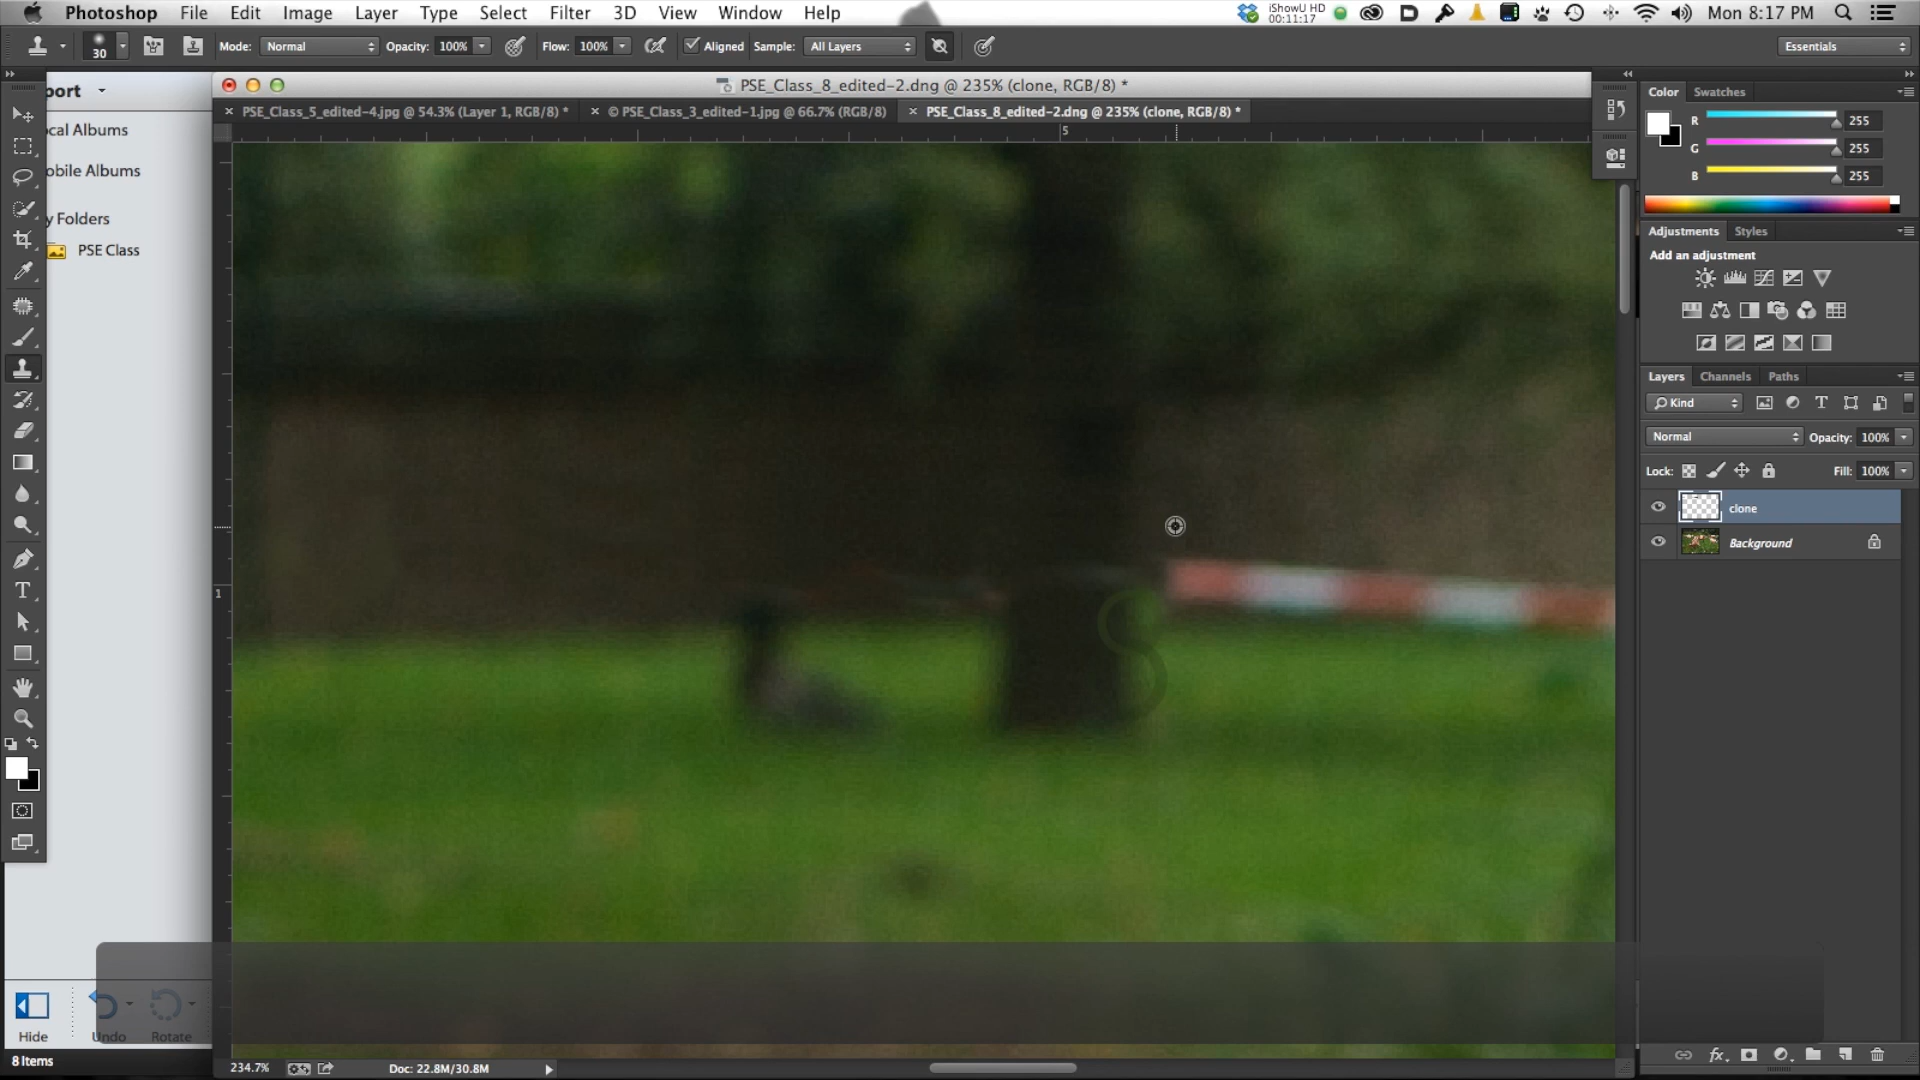 Photoshop File Edit Image Layer Type Select Filter 3D View Window Help
iShowU HD
00:11:17
Mon 8:17 PM
30 Mode: Normal Opacity: 100% Flow: 100% Aligned Sample: All Layers Essentials
port
PSE_Class_8_edited-2.dng @ 235% (clone, RGB/8) *
PSE_Class_5_edited-4.jpg @ 54.3% (Layer 1, RGB/8) * © PSE_Class_3_edited-1.jpg @ 66.7% (RGB/8) PSE_Class_8_edited-2.dng @ 235% (clone, RGB/8) *
5
1
ocal Albums
obile Albums
y Folders
PSE Class
Color Swatches
R 255
G 255
B 255
Adjustments Styles
Add an adjustment
Layers Channels Paths
Kind
Normal Opacity: 100%
Lock: Fill: 100%
clone
Background
Hide Undo Rotate
8 Items
234.7% Doc: 22.8M/30.8M
fx